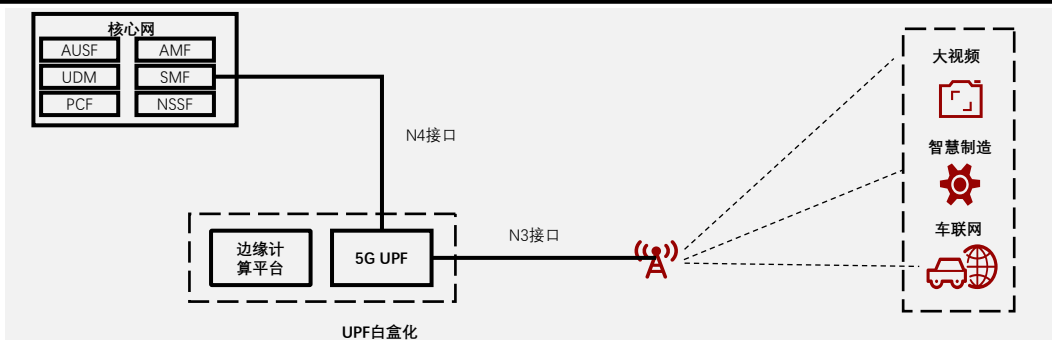 核心网
AUSF
AMF
UDM
SMF
PCF
NSSF
N4接口
边缘计
算平台
5G UPF
N3接口
UPF白盒化
大视频
智慧制造
车联网